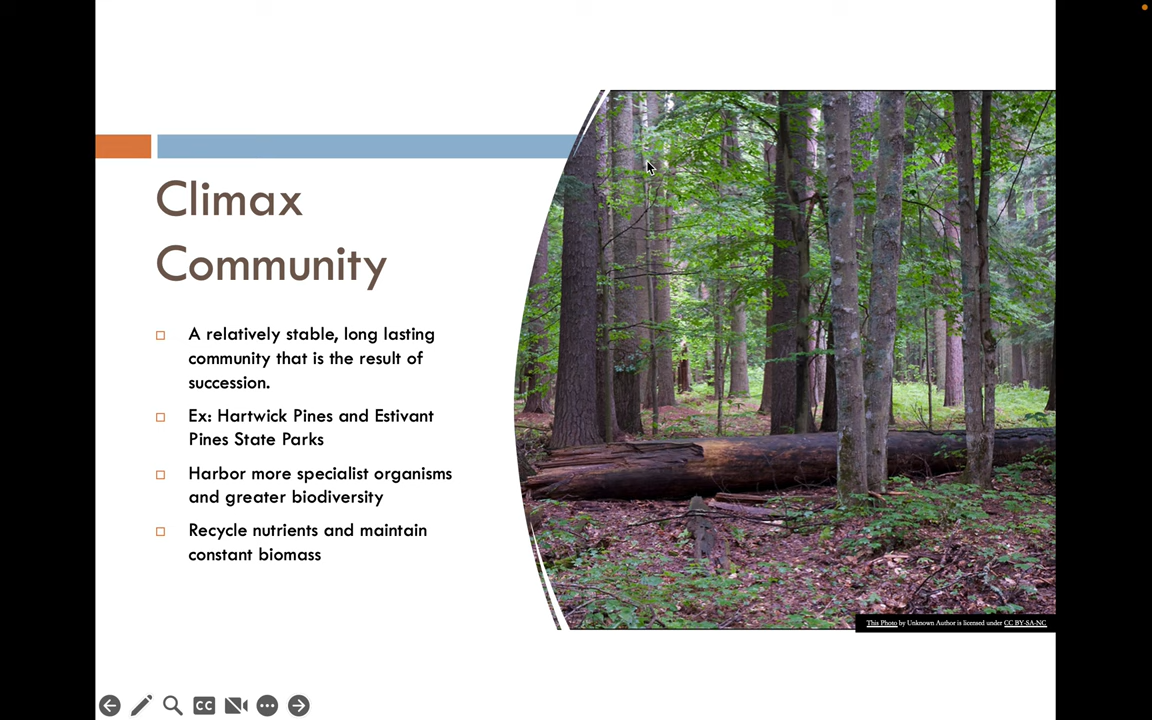 Climax
Community
A relatively stable, long lasting
community that is the result of
succession.
Ex: Hartwick Pines and Estivant
Pines State Parks
Harbor more specialist organisms
and greater biodiversity
Recycle nutrients and maintain
constant biomass
This Photo by Unknown Author is licensed under CC BY-SA-NC
CC